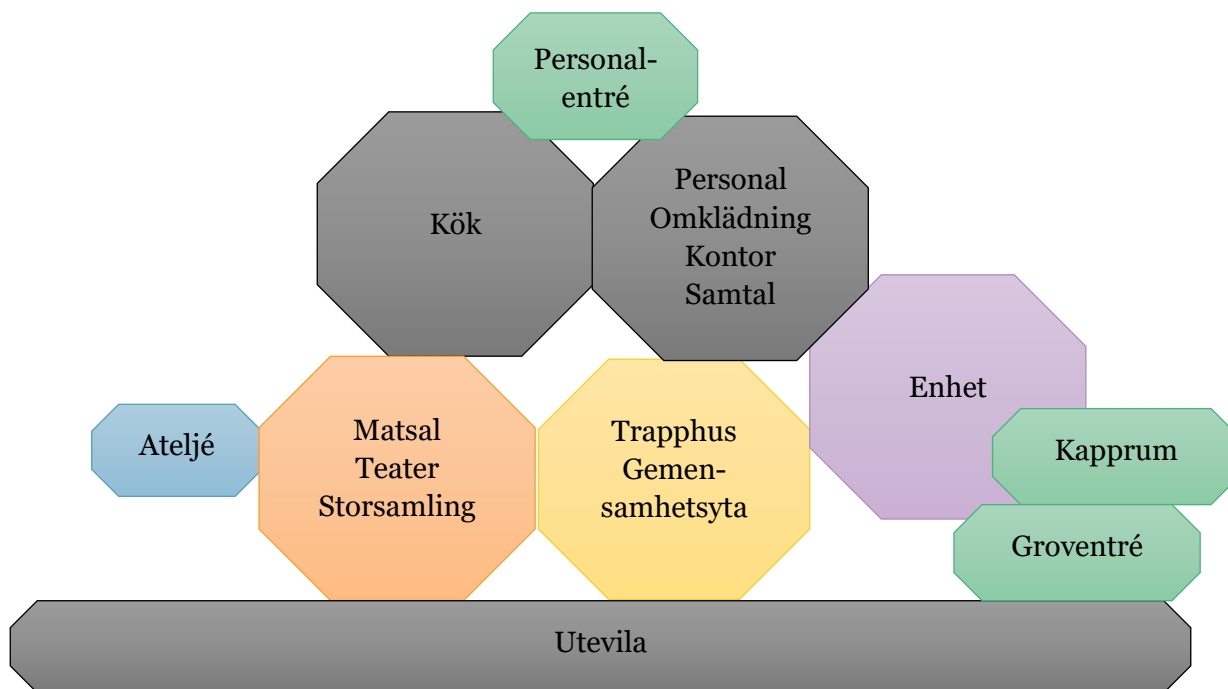 Personal-
entré
Kök
Personal
Omklädning
Kontor
Samtal
Enhet
Ateljé
Matsal
Teater
Storsamling
Trapphus
Gemen-
samhetsyta
Kapprum
Groventré
Utevila